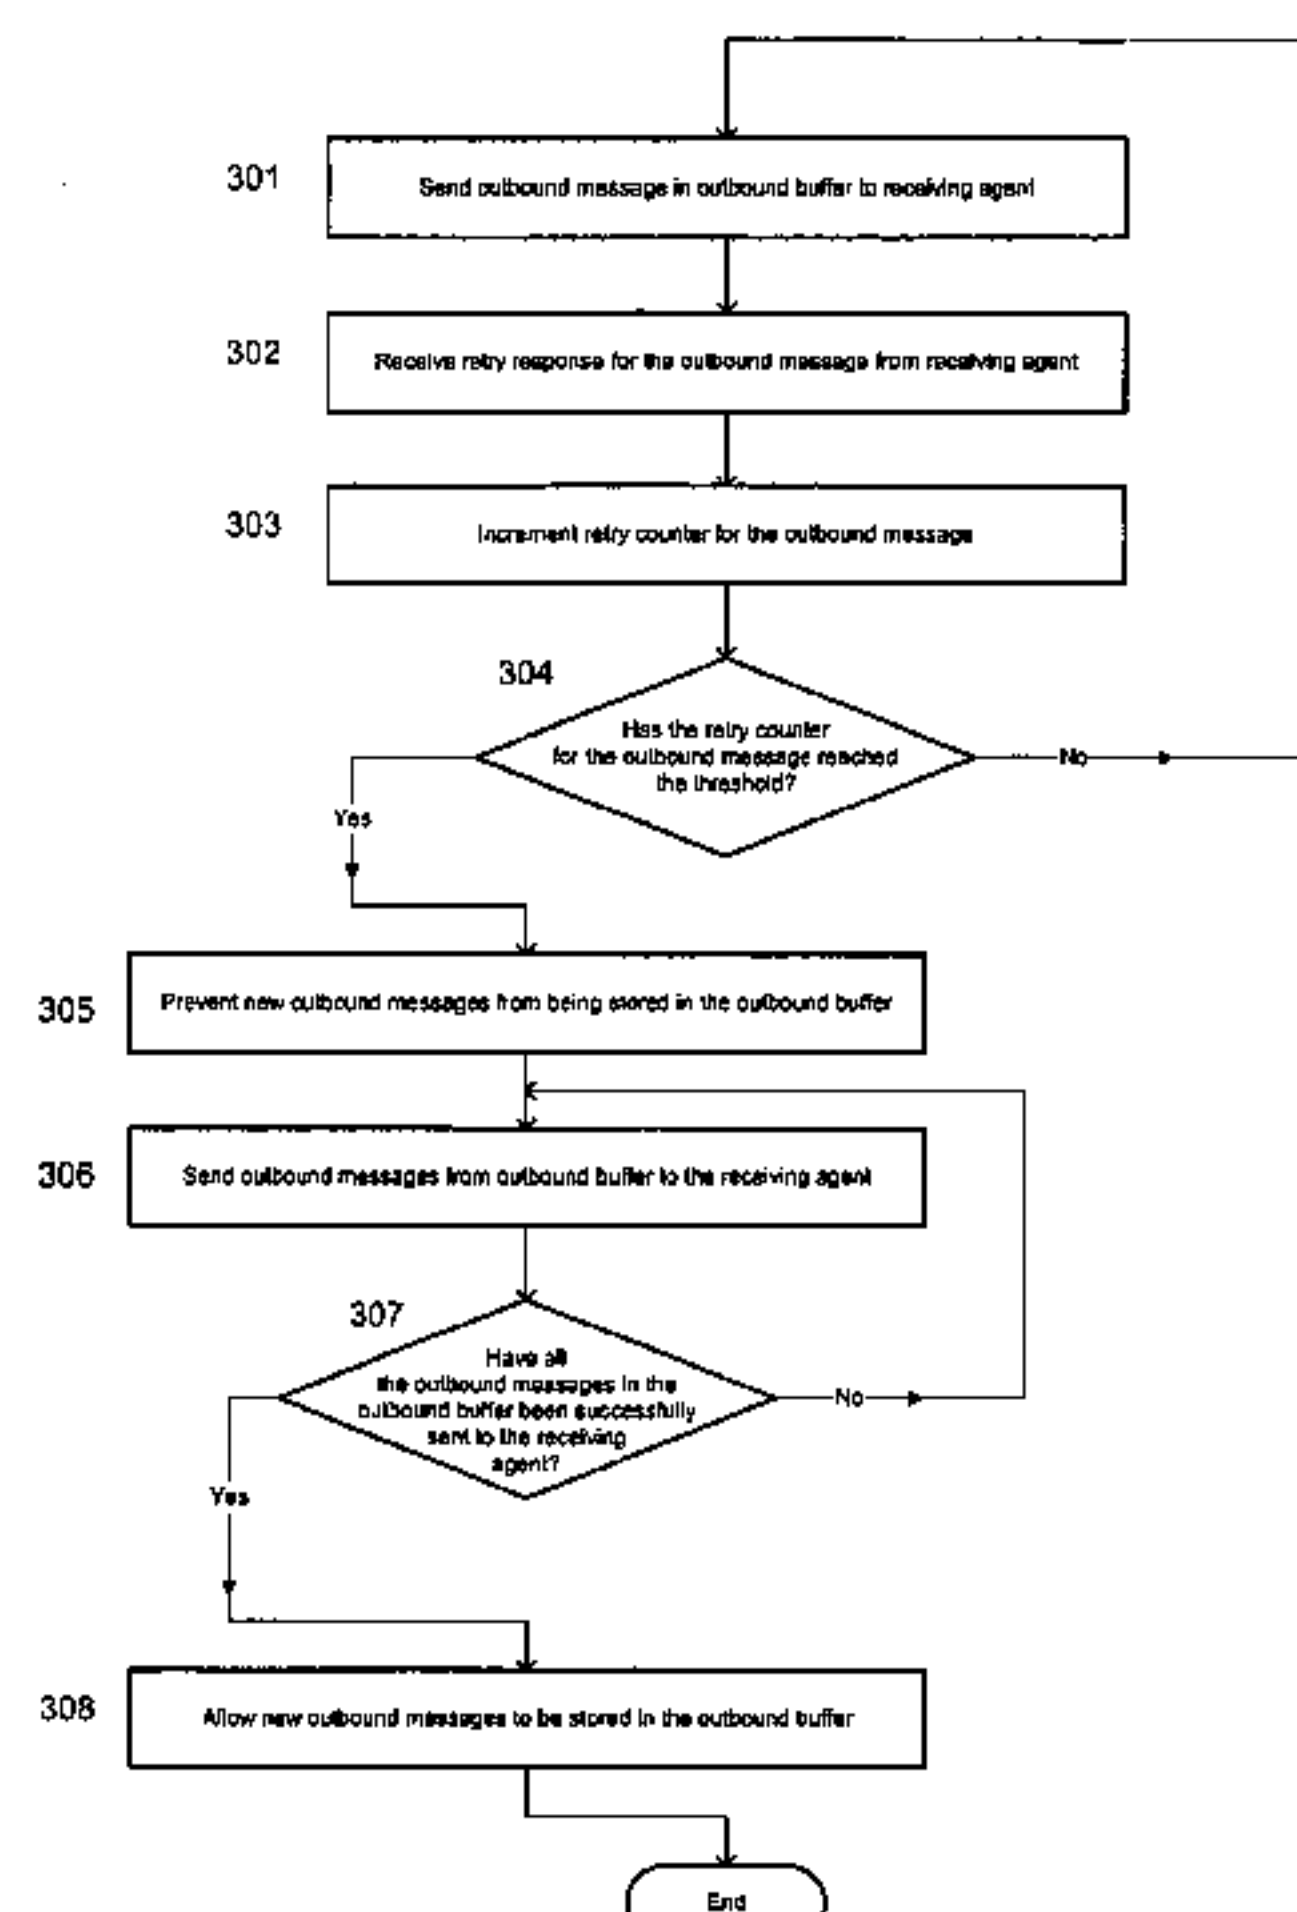 301
Send outbound message in outbound buffer to receiving agent
302
Receive retry response for the outbound message from receiving agent
303
Increment retry counter for the outbound message
304
Has the retry counter
for the outbound message reached
the threshold?
No
Yes
305
Prevent new outbound messages from being stored in the outbound buffer
306
Send outbound messages from outbound buffer to the receiving agent
307
Have all
the outbound messages in the
outbound buffer been successfully
sent to the receiving
agent?
No
Yes
308
Allow new outbound messages to be stored in the outbound buffer
End